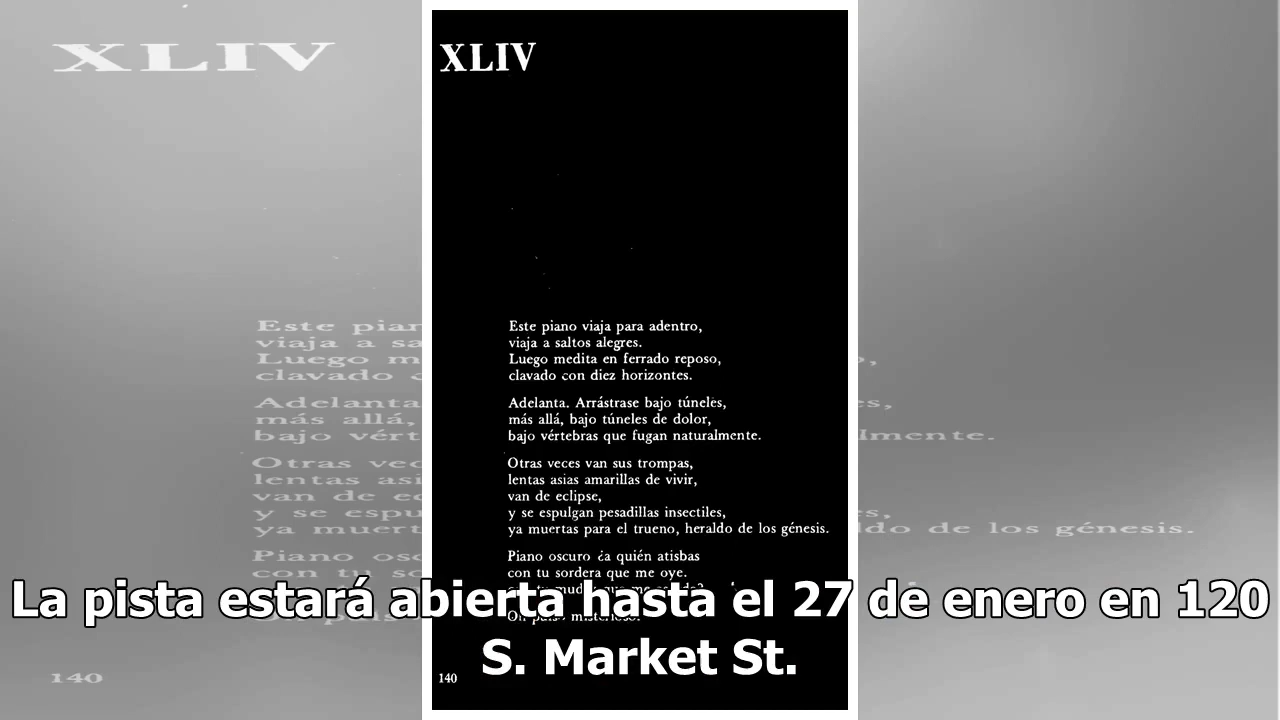 XLIV
Este piano viaja para adentro,
viaja a saltos alegres.
Luego medita en ferrado reposo,
clavado con diez horizontes.
Adelanta. Arrástrase bajo túneles,
más allá, bajo túneles de dolor,
bajo vértebras que fugan naturalmente.
Otras veces van sus trompas,
lentas asias amarillas de vivir,
van de eclipse,
y se espulgan pesadillas insectiles,
ya muertas para el trueno, heraldo de los génesis.
Piano oscuro ¿a quién atisbas
con tu sordera que me oye.
La pista estará abierta hasta el 27 de enero en 120
S. Market St.
140